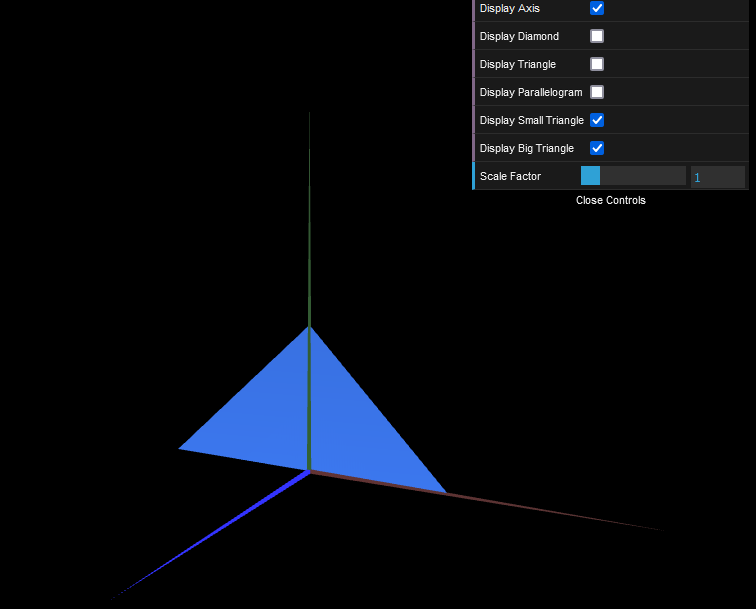 Display Axis
Display Diamond
Display Triangle
Display Parallelogram
Display Small Triangle
Display Big Triangle
Scale Factor 1
Close Controls